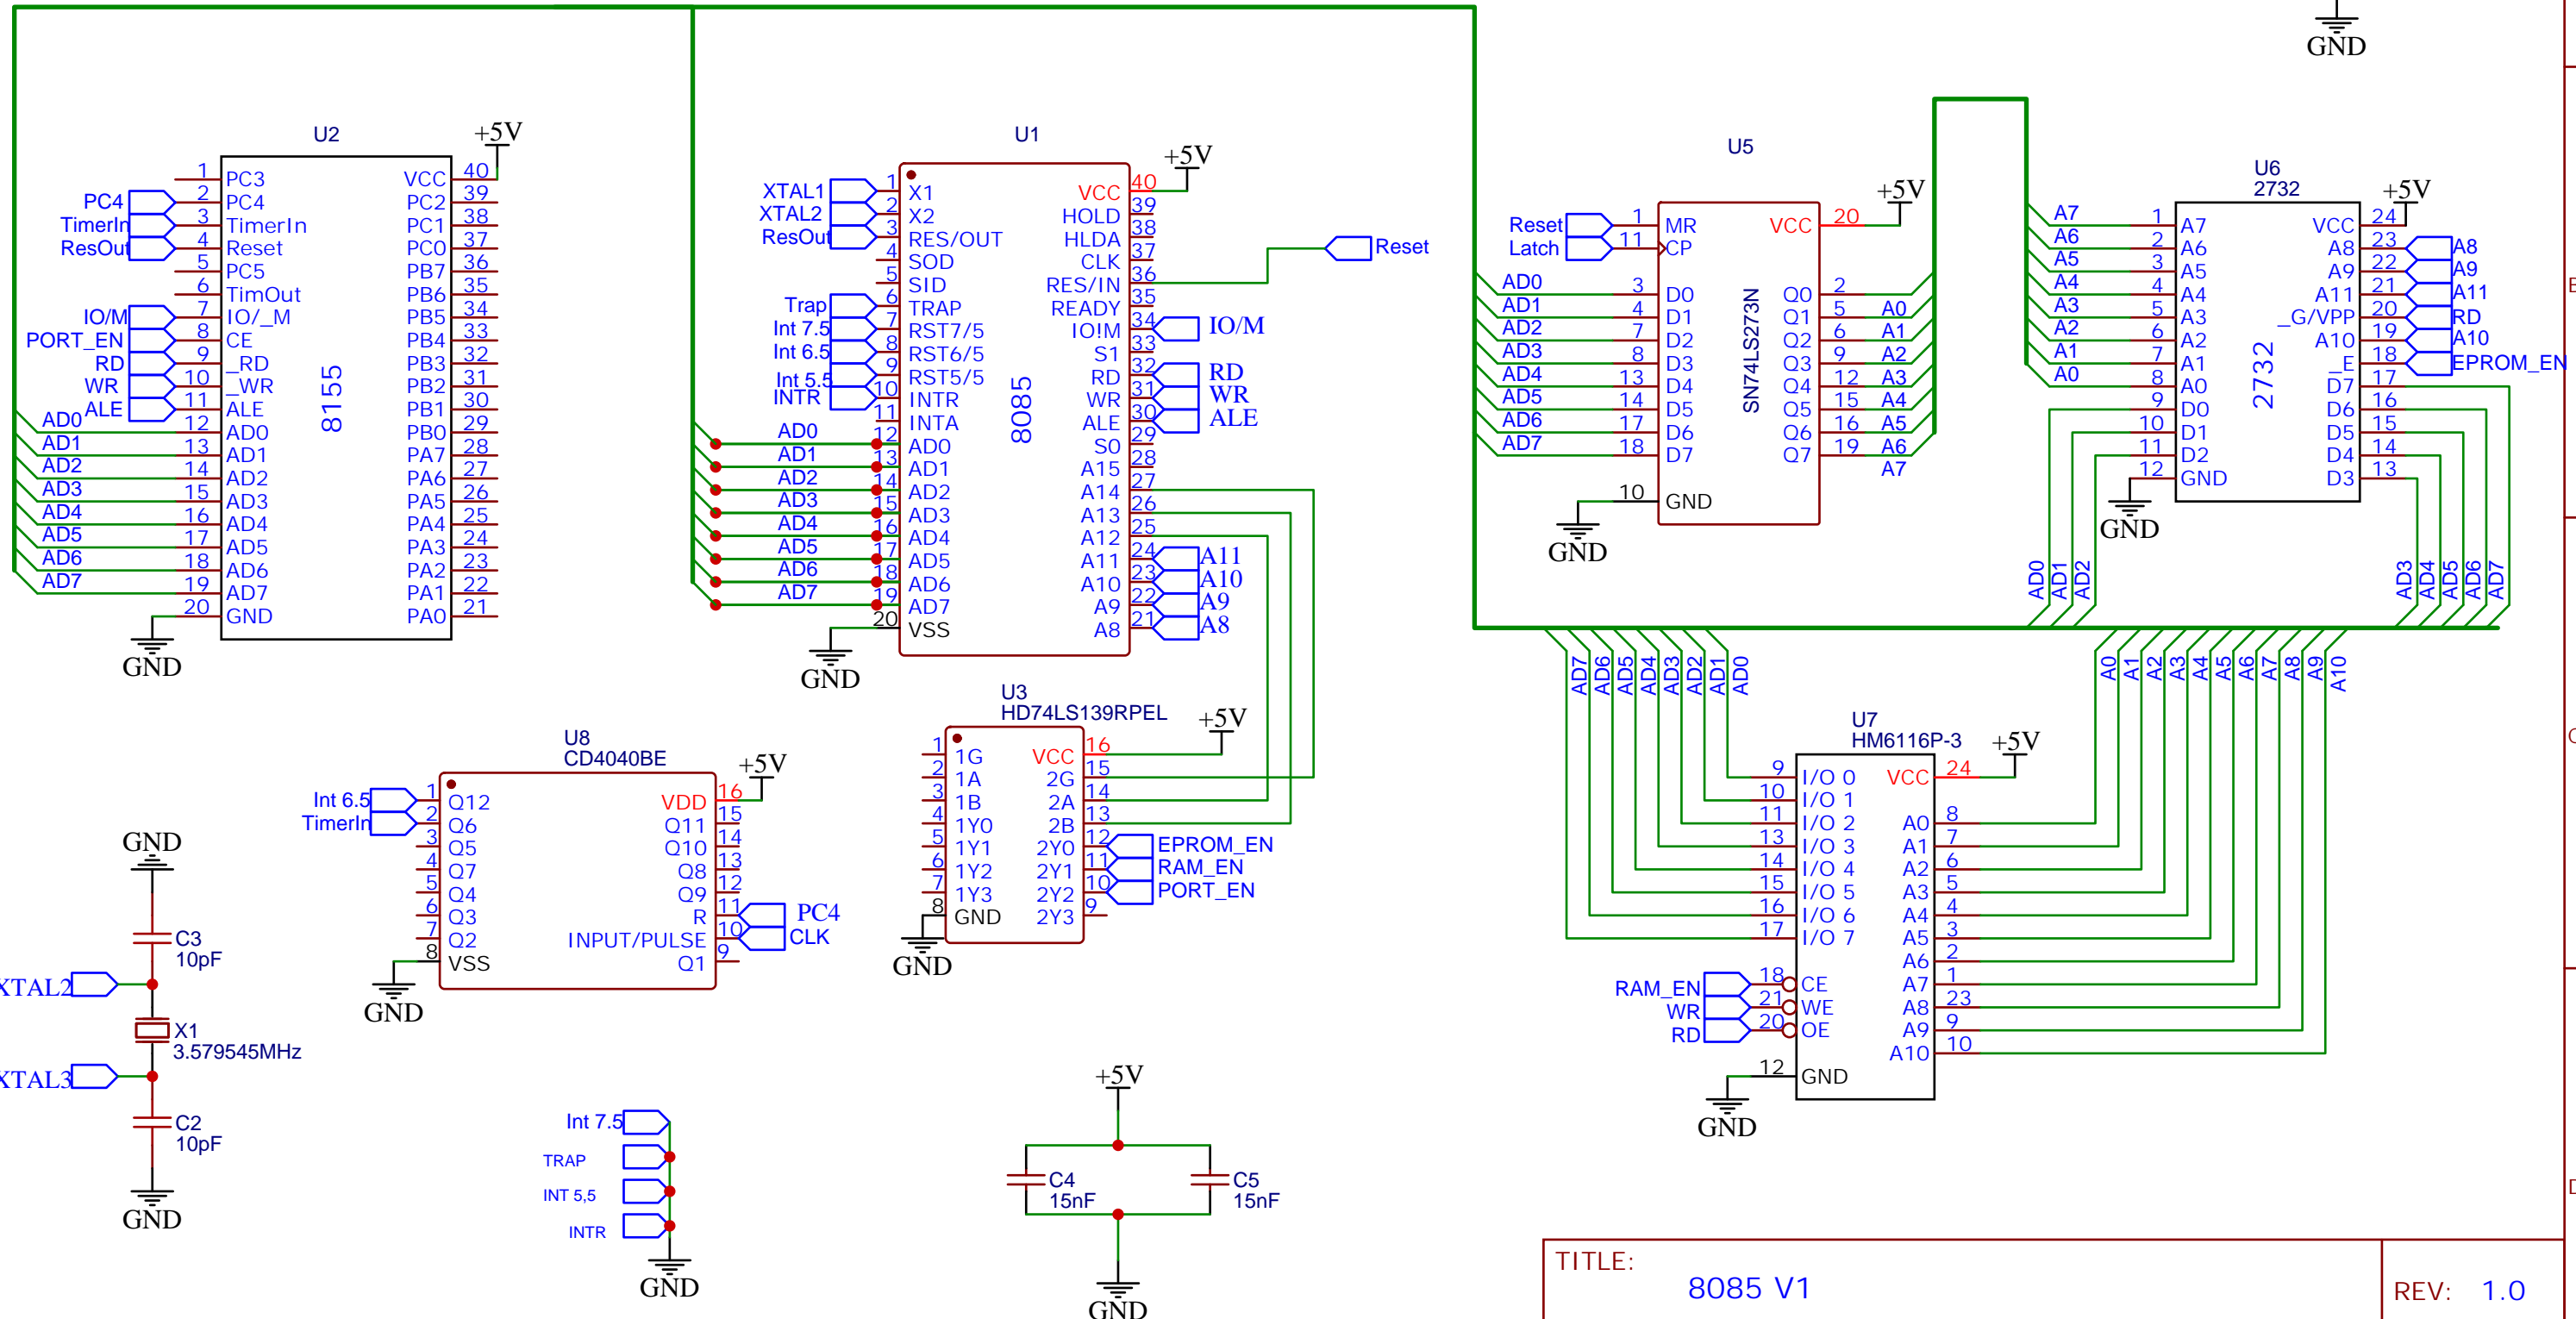 GND
U2
+5V
1 PC3 VCC 40
PC4 2 PC4 PC2 39
TimerIn 3 TimerIn PC1 38
ResOut 4 Reset PC0 37
5 PC5 PB7 36
6 TimOut PB6 35
IO/M 7 IO/_M PB5 34
PORT_EN 8 CE PB4 33
RD 9 _RD PB3 32
WR 10 _WR PB2 31
ALE 11 ALE PB1 30
AD0 12 AD0 PB0 29
AD1 13 AD1 PA7 28
AD2 14 AD2 PA6 27
AD3 15 AD3 PA5 26
AD4 16 AD4 PA4 25
AD5 17 AD5 PA3 24
AD6 18 AD6 PA2 23
AD7 19 AD7 PA1 22
20 GND PA0 21
8155
GND
U1
+5V
XTAL1 1 X1 VCC 40
XTAL2 2 X2 HOLD 39
ResOut 3 RES/OUT HLDA 38
4 SOD CLK 37
5 SID RES/IN 36 Reset
Trap 6 TRAP READY 35
Int 7.5 7 RST7/5 IO!M 34 IO/M
Int 6.5 8 RST6/5 S1 33
Int 5.5 9 RST5/5 RD 32 RD
INTR 10 INTR WR 31 WR
11 INTA ALE 30 ALE
AD0 12 AD0 S0 29
AD1 13 AD1 A15 28
AD2 14 AD2 A14 27
AD3 15 AD3 A13 26
AD4 16 AD4 A12 25
AD5 17 AD5 A11 24 A11
AD6 18 AD6 A10 23 A10
AD7 19 AD7 A9 22 A9
20 VSS A8 21 A8
8085
GND
U5
+5V
Reset 1 MR VCC 20
Latch 11 CP
AD0 3 D0 Q0 2 A0
AD1 4 D1 Q1 5 A1
AD2 7 D2 Q2 6 A2
AD3 8 D3 Q3 9 A3
AD4 13 D4 Q4 12 A4
AD5 14 D5 Q5 15 A5
AD6 17 D6 Q6 16 A6
AD7 18 D7 Q7 19 A7
10 GND
SN74LS273N
GND
U6
2732
+5V
A7 1 A7 VCC 24
A6 2 A6 A8 23 A8
A5 3 A5 A9 22 A9
A4 4 A4 A11 21 A11
A3 5 A3 _G/VPP 20 RD
A2 6 A2 A10 19 A10
A1 7 A1 _E 18 EPROM_EN
A0 8 A0 D7 17
9 D0 D6 16
10 D1 D5 15
11 D2 D4 14
12 GND D3 13
2732
GND
AD0 AD1 AD2 AD3 AD4 AD5 AD6 AD7
AD7 AD6 AD5 AD4 AD3 AD2 AD1 AD0
A0 A1 A2 A3 A4 A5 A6 A7 A8 A9 A10
U8
CD4040BE
+5V
Int 6.5 1 Q12 VDD 16
TimerIn 2 Q6 Q11 15
3 Q5 Q10 14
4 Q7 Q8 13
5 Q4 Q9 12
6 Q3 R 11 PC4
7 Q2 INPUT/PULSE 10 CLK
8 VSS Q1 9
GND
U3
HD74LS139RPEL
+5V
1 1G VCC 16
2 1A 2G 15
3 1B 2A 14
4 1Y0 2B 13
5 1Y1 2Y0 12 EPROM_EN
6 1Y2 2Y1 11 RAM_EN
7 1Y3 2Y2 10 PORT_EN
8 GND 2Y3 9
GND
U7
HM6116P-3
+5V
9 I/O 0 VCC 24
10 I/O 1
11 I/O 2 A0 8
13 I/O 3 A1 7
14 I/O 4 A2 6
15 I/O 5 A3 5
16 I/O 6 A4 4
17 I/O 7 A5 3
A6 2
RAM_EN 18 CE A7 1
WR 21 WE A8 23
RD 20 OE A9 9
A10 10
12 GND
GND
GND
C3
10pF
XTAL2
X1
3.579545MHz
XTAL3
C2
10pF
GND
Int 7.5
TRAP
INT 5,5
INTR
GND
+5V
C4
15nF
C5
15nF
GND
TITLE:
8085 V1
REV: 1.0